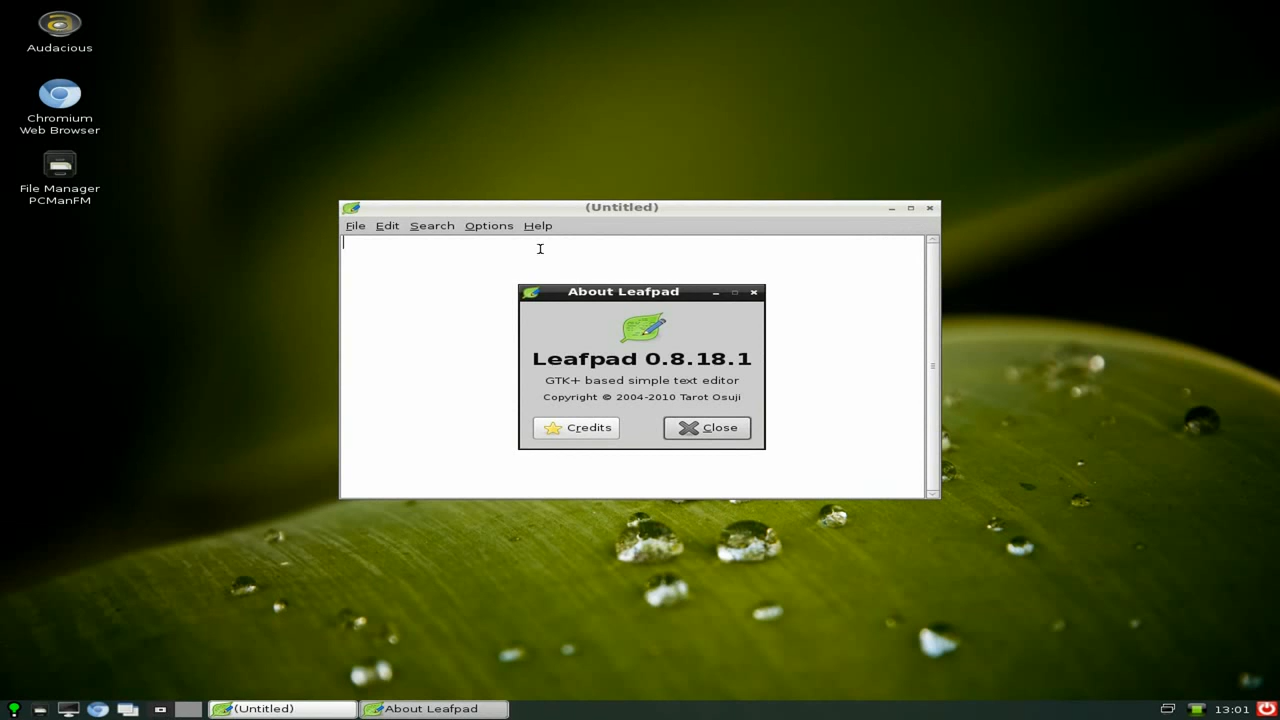 Audacious
Chromium
Web Browser
File Manager
PCManFM
(Untitled)
File Edit Search Options Help
About Leafpad
Leafpad 0.8.18.1
GTK+ based simple text editor
Copyright © 2004-2010 Tarot Osuji
Credits
Close
(Untitled)
About Leafpad
13:01